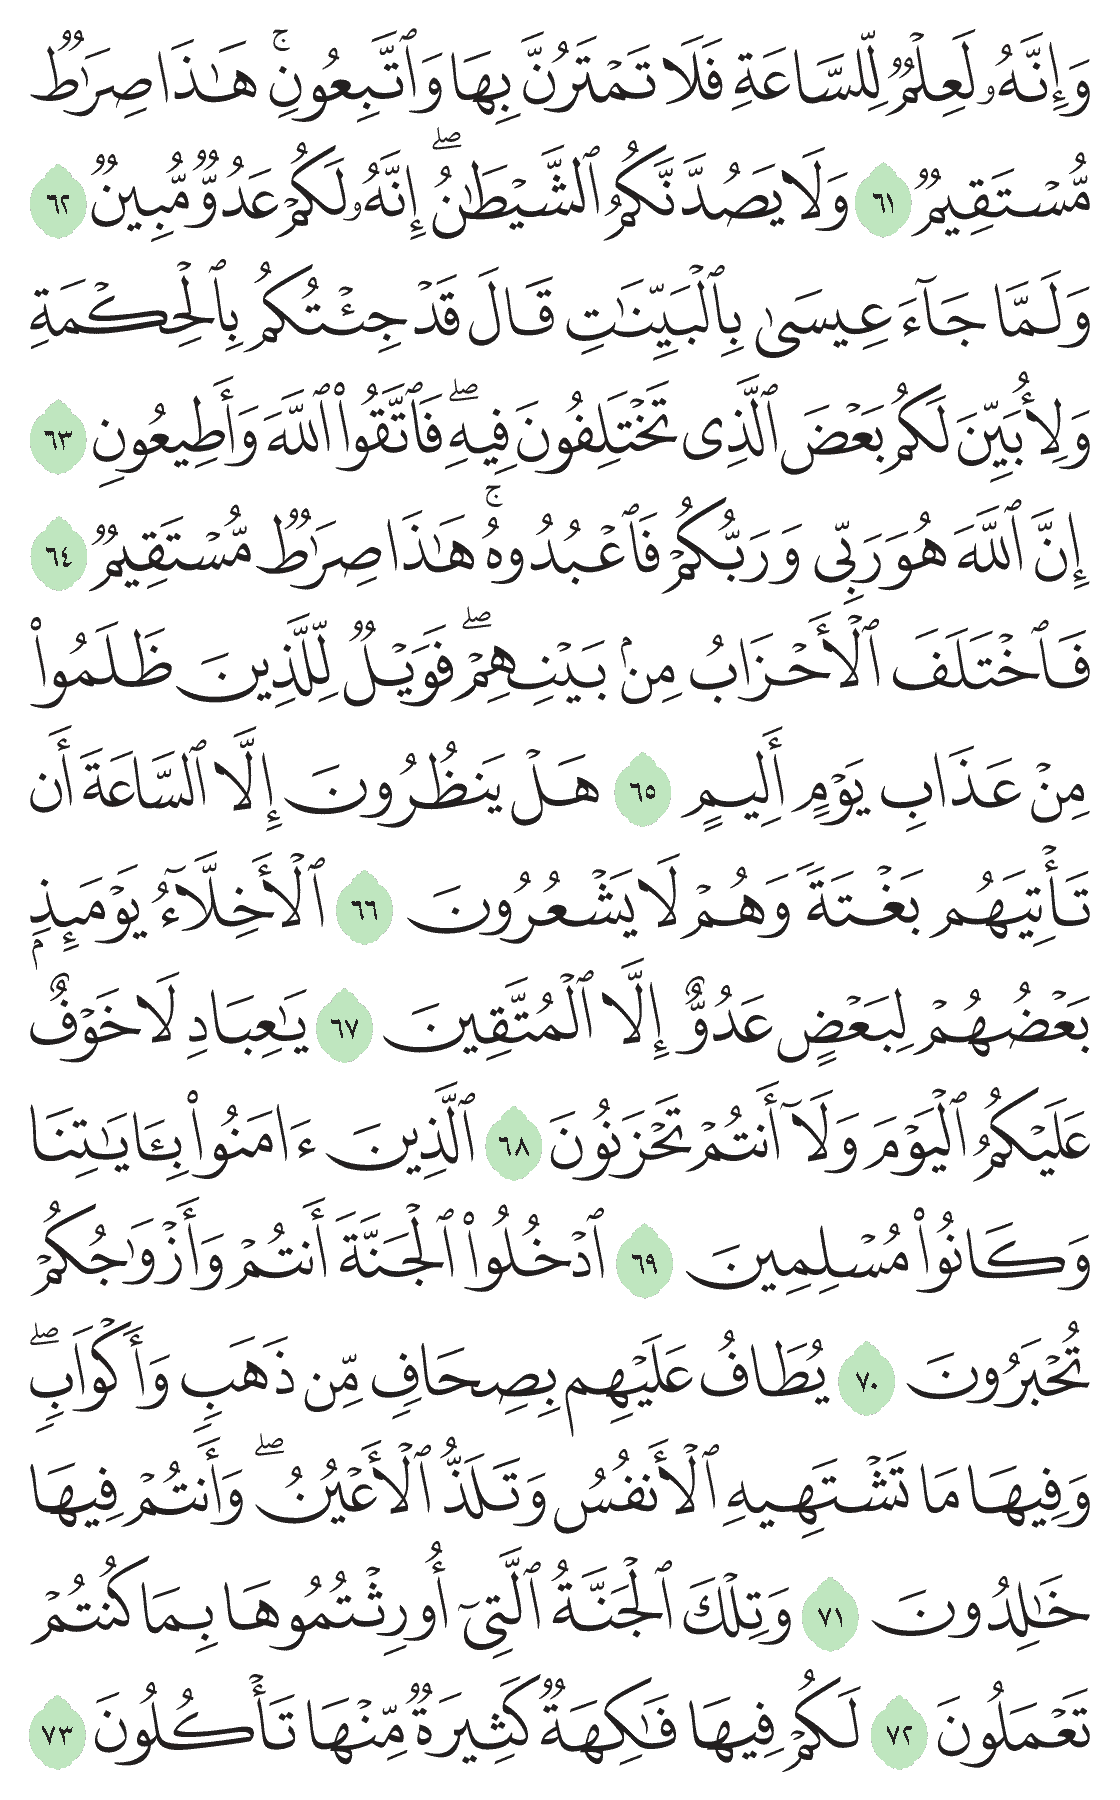 وَإِنَّهُۥ لَعِلۡمٞ لِّلسَّاعَةِ فَلَا تَمۡتَرُنَّ بِهَا وَٱتَّبِعُونِۚ هَٰذَا صِرَٰطٞ
مُّسۡتَقِيمٞ ٦١ وَلَا يَصُدَّنَّكُمُ ٱلشَّيۡطَٰنُۖ إِنَّهُۥ لَكُمۡ عَدُوّٞ مُّبِينٞ ٦٢
وَلَمَّا جَآءَ عِيسَىٰ بِٱلۡبَيِّنَٰتِ قَالَ قَدۡ جِئۡتُكُم بِٱلۡحِكۡمَةِ
وَلِأُبَيِّنَ لَكُم بَعۡضَ ٱلَّذِي تَخۡتَلِفُونَ فِيهِۖ فَٱتَّقُواْ ٱللَّهَ وَأَطِيعُونِ ٦٣
إِنَّ ٱللَّهَ هُوَ رَبِّي وَرَبُّكُمۡ فَٱعۡبُدُوهُۚ هَٰذَا صِرَٰطٞ مُّسۡتَقِيمٞ ٦٤
فَٱخۡتَلَفَ ٱلۡأَحۡزَابُ مِنۢ بَيۡنِهِمۡۖ فَوَيۡلٞ لِّلَّذِينَ ظَلَمُواْ
مِنۡ عَذَابِ يَوۡمٍ أَلِيمٍ ٦٥ هَلۡ يَنظُرُونَ إِلَّا ٱلسَّاعَةَ أَن
تَأۡتِيَهُم بَغۡتَةٗ وَهُمۡ لَا يَشۡعُرُونَ ٦٦ ٱلۡأَخِلَّآءُ يَوۡمَئِذِۭ
بَعۡضُهُمۡ لِبَعۡضٍ عَدُوٌّ إِلَّا ٱلۡمُتَّقِينَ ٦٧ يَٰعِبَادِ لَا خَوۡفٌ
عَلَيۡكُمُ ٱلۡيَوۡمَ وَلَآ أَنتُمۡ تَحۡزَنُونَ ٦٨ ٱلَّذِينَ ءَامَنُواْ بِـَٔايَٰتِنَا
وَكَانُواْ مُسۡلِمِينَ ٦٩ ٱدۡخُلُواْ ٱلۡجَنَّةَ أَنتُمۡ وَأَزۡوَٰجُكُمۡ
تُحۡبَرُونَ ٧٠ يُطَافُ عَلَيۡهِم بِصِحَافٖ مِّن ذَهَبٖ وَأَكۡوَابٖۖ
وَفِيهَا مَا تَشۡتَهِيهِ ٱلۡأَنفُسُ وَتَلَذُّ ٱلۡأَعۡيُنُۖ وَأَنتُمۡ فِيهَا
خَٰلِدُونَ ٧١ وَتِلۡكَ ٱلۡجَنَّةُ ٱلَّتِيٓ أُورِثۡتُمُوهَا بِمَا كُنتُمۡ
تَعۡمَلُونَ ٧٢ لَكُمۡ فِيهَا فَٰكِهَةٞ كَثِيرَةٞ مِّنۡهَا تَأۡكُلُونَ ٧٣